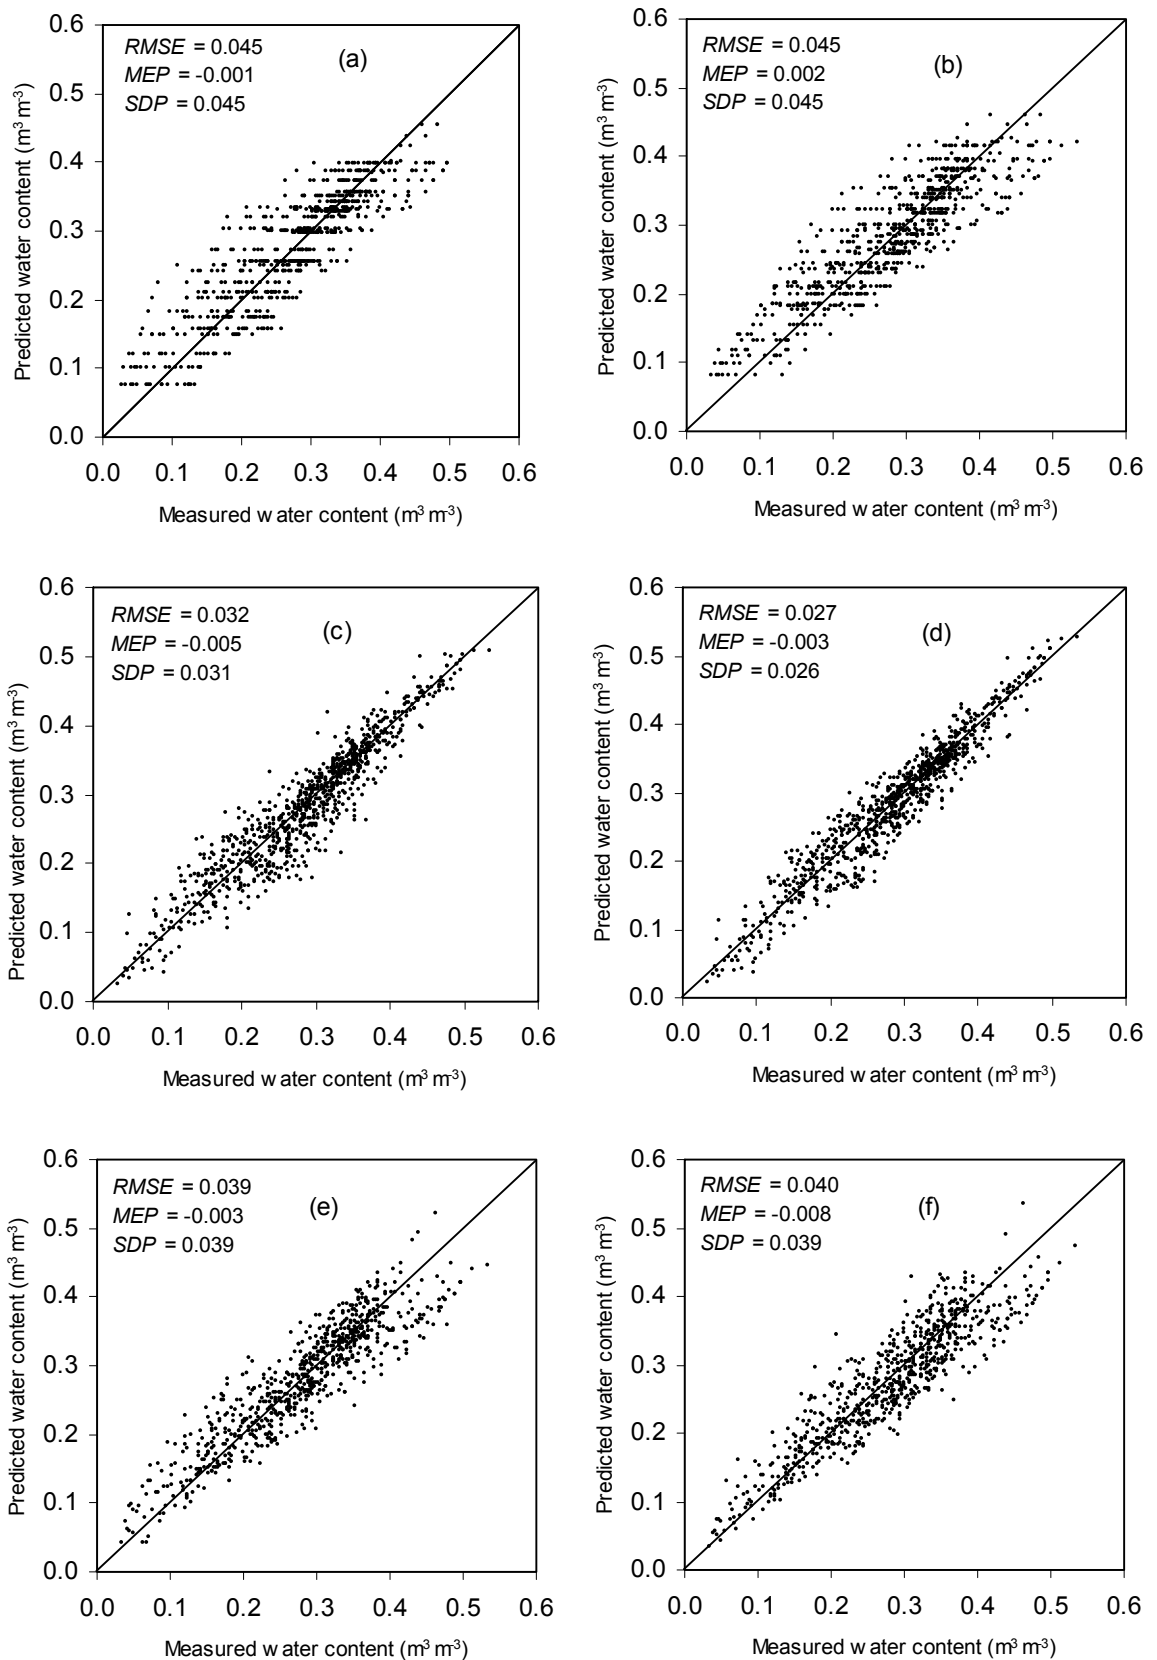 0.6
RMSE = 0.045
MEP = -0.001
SDP = 0.045
(a)
0.5
0.4
0.3
0.2
0.1
0.0
Predicted water content (m³ m⁻³)
0.0 0.1 0.2 0.3 0.4 0.5 0.6
Measured water content (m³ m⁻³)
0.6
RMSE = 0.045
MEP = 0.002
SDP = 0.045
(b)
0.5
0.4
0.3
0.2
0.1
0.0
Predicted water content (m³ m⁻³)
0.0 0.1 0.2 0.3 0.4 0.5 0.6
Measured water content (m³ m⁻³)
0.6
RMSE = 0.032
MEP = -0.005
SDP = 0.031
(c)
0.5
0.4
0.3
0.2
0.1
0.0
Predicted water content (m³ m⁻³)
0.0 0.1 0.2 0.3 0.4 0.5 0.6
Measured water content (m³ m⁻³)
0.6
RMSE = 0.027
MEP = -0.003
SDP = 0.026
(d)
0.5
0.4
0.3
0.2
0.1
0.0
Predicted water content (m³ m⁻³)
0.0 0.1 0.2 0.3 0.4 0.5 0.6
Measured water content (m³ m⁻³)
0.6
RMSE = 0.039
MEP = -0.003
SDP = 0.039
(e)
0.5
0.4
0.3
0.2
0.1
0.0
Predicted water content (m³ m⁻³)
0.0 0.1 0.2 0.3 0.4 0.5 0.6
Measured water content (m³ m⁻³)
0.6
RMSE = 0.040
MEP = -0.008
SDP = 0.039
(f)
0.5
0.4
0.3
0.2
0.1
0.0
Predicted water content (m³ m⁻³)
0.0 0.1 0.2 0.3 0.4 0.5 0.6
Measured water content (m³ m⁻³)